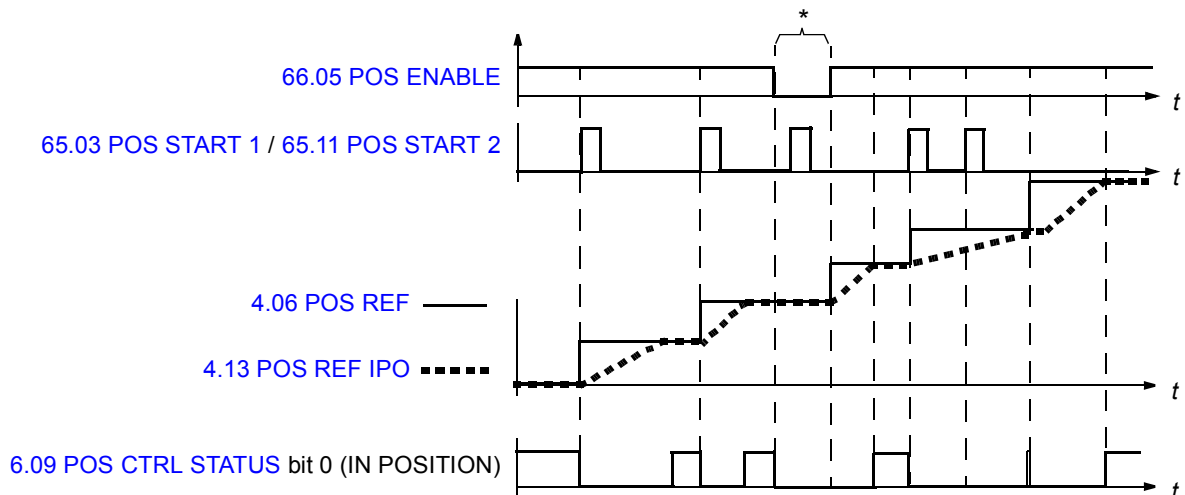 *
66.05 POS ENABLE
t
65.03 POS START 1 / 65.11 POS START 2
t
4.06 POS REF
4.13 POS REF IPO
t
6.09 POS CTRL STATUS bit 0 (IN POSITION)
t